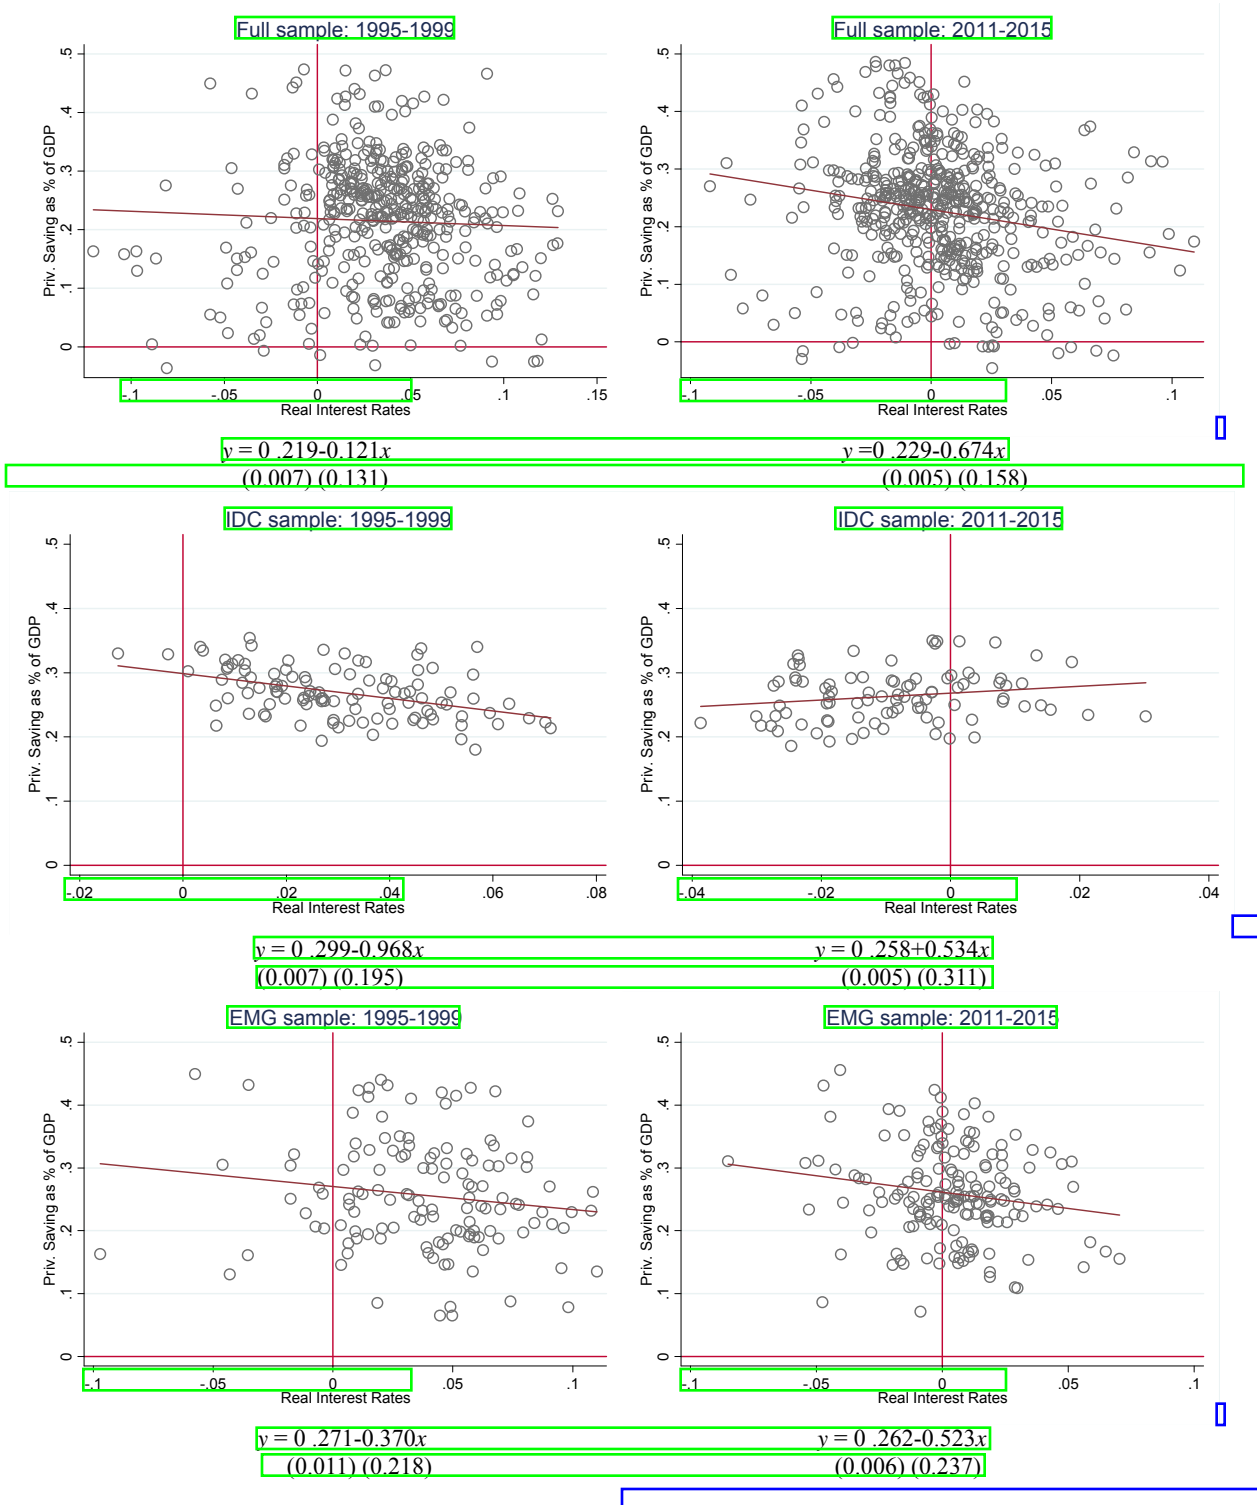 Full sample: 1995-1999
Priv. Saving as % of GDP
.5
.4
.3
.2
.1
0
-.1 -.05 0 .05 .1 .15
Real Interest Rates
Full sample: 2011-2015
Priv. Saving as % of GDP
.5
.4
.3
.2
.1
0
-.1 -.05 0 .05 .1
Real Interest Rates
y = 0 .219-0.121x y =0 .229-0.674x
(0.007) (0.131) (0.005) (0.158)
IDC sample: 1995-1999
Priv. Saving as % of GDP
.5
.4
.3
.2
.1
0
-.02 0 .02 .04 .06 .08
Real Interest Rates
IDC sample: 2011-2015
Priv. Saving as % of GDP
.5
.4
.3
.2
.1
0
-.04 -.02 0 .02 .04
Real Interest Rates
y = 0 .299-0.968x y = 0 .258+0.534x
(0.007) (0.195) (0.005) (0.311)
EMG sample: 1995-1999
Priv. Saving as % of GDP
.5
.4
.3
.2
.1
0
-.1 -.05 0 .05 .1
Real Interest Rates
EMG sample: 2011-2015
Priv. Saving as % of GDP
.5
.4
.3
.2
.1
0
-.1 -.05 0 .05 .1
Real Interest Rates
y = 0 .271-0.370x y = 0 .262-0.523x
(0.011) (0.218) (0.006) (0.237)